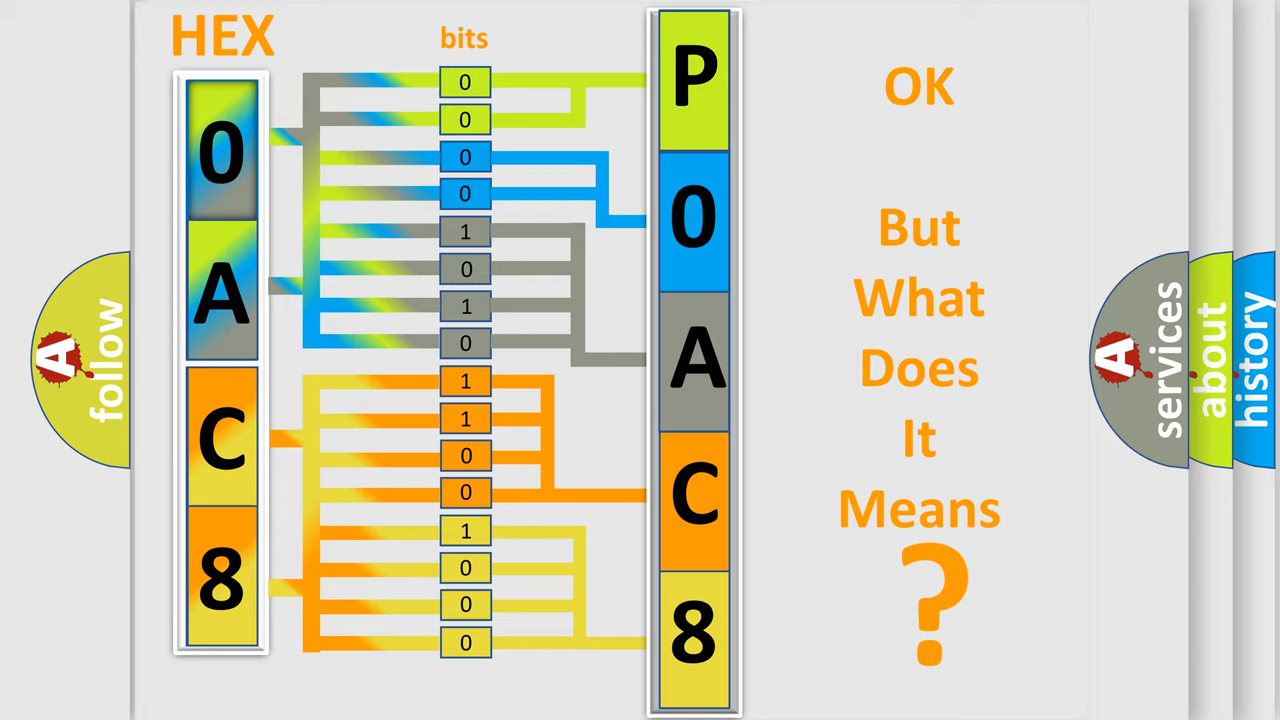 HEX
bits
0
A
C
8
0
0
0
0
1
0
1
0
1
1
0
0
1
0
0
0
P
0
A
C
8
OK
But
What
Does
It
Means
?
A
follow
A
services
about
history